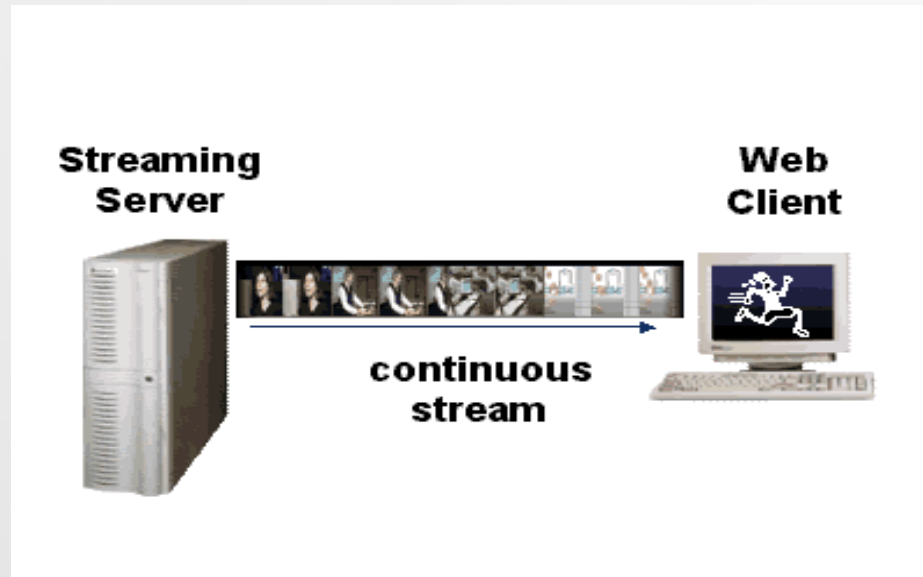 Streaming
Server
Web
Client
continuous
stream